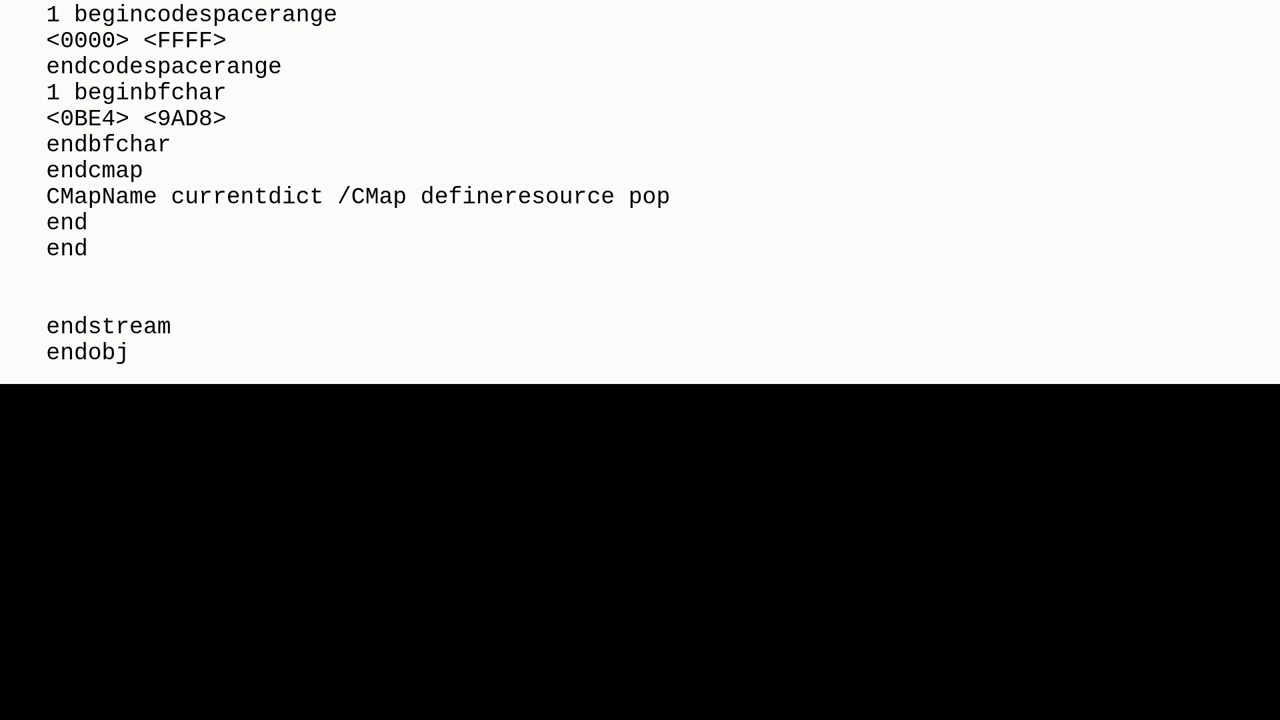 1 begincodespacerange
<0000> <FFFF>
endcodespacerange
1 beginbfchar
<0BE4> <9AD8>
endbfchar
endcmap
CMapName currentdict /CMap defineresource pop
end
end
endstream
endobj